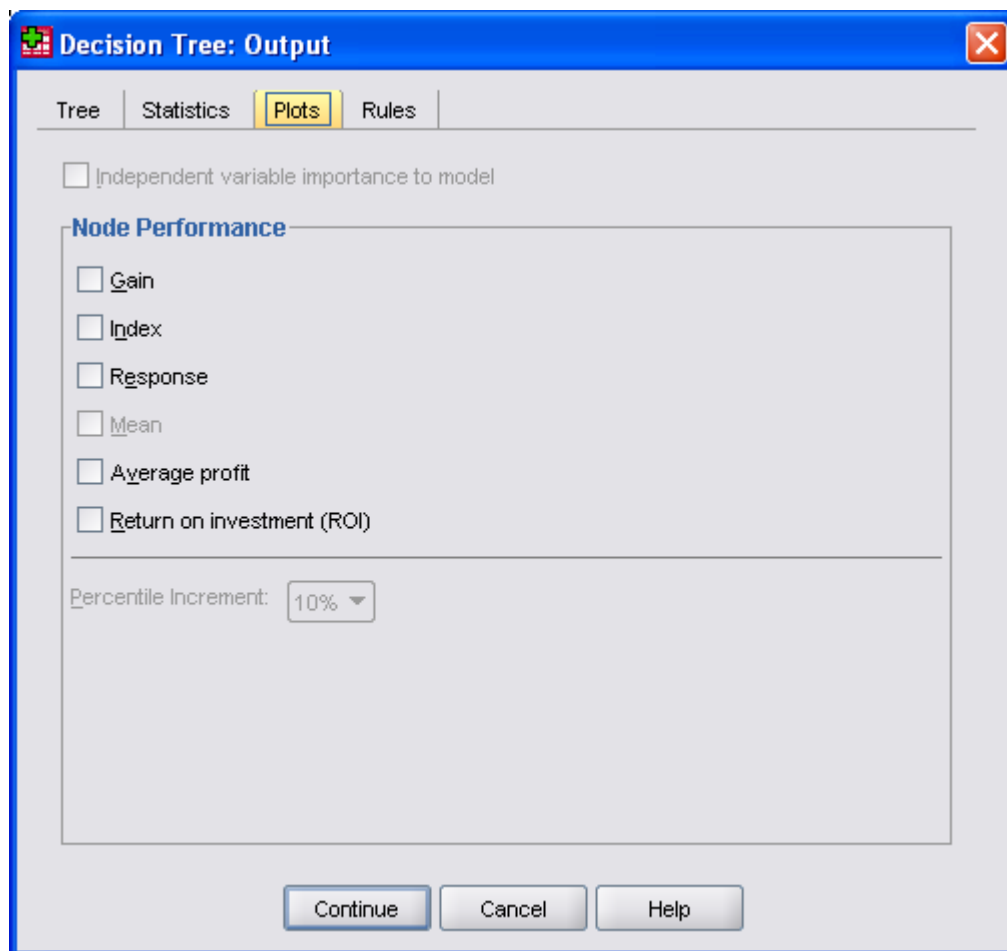 Decision Tree: Output
Tree Statistics Plots Rules
Independent variable importance to model
Node Performance
Gain
Index
Response
Mean
Average profit
Return on investment (ROI)
Percentile Increment: 10%
Continue Cancel Help